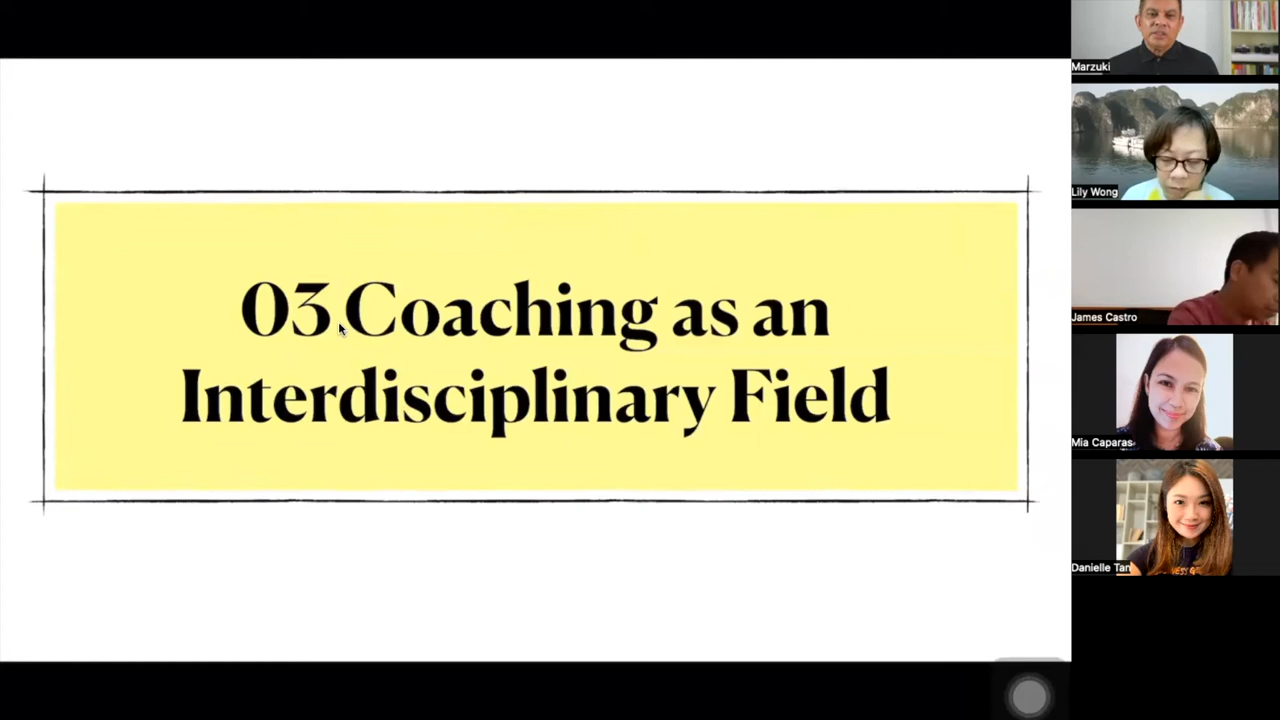 03 Coaching as an
Interdisciplinary Field
Marzuki
Lily Wong
James Castro
Mia Caparas
Danielle Tan